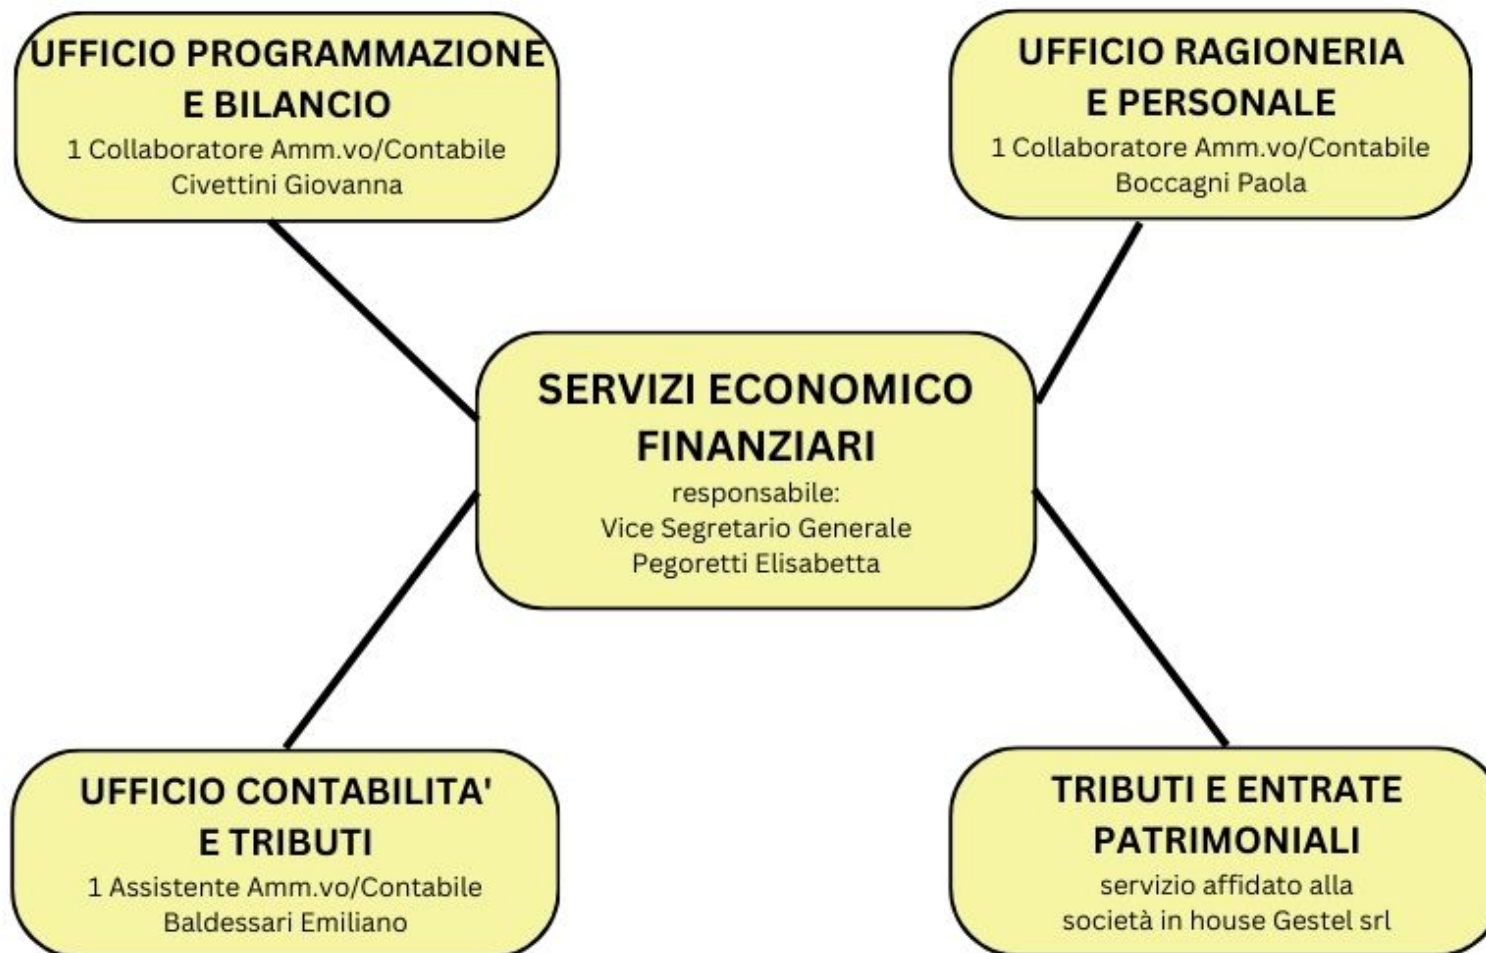 UFFICIO PROGRAMMAZIONE
E BILANCIO
1 Collaboratore Amm.vo/Contabile
Civettini Giovanna
UFFICIO RAGIONERIA
E PERSONALE
1 Collaboratore Amm.vo/Contabile
Boccagni Paola
SERVIZI ECONOMICO
FINANZIARI
responsabile:
Vice Segretario Generale
Pegoretti Elisabetta
UFFICIO CONTABILITA'
E TRIBUTI
1 Assistente Amm.vo/Contabile
Baldessari Emiliano
TRIBUTI E ENTRATE
PATRIMONIALI
servizio affidato alla
società in house Gestel srl